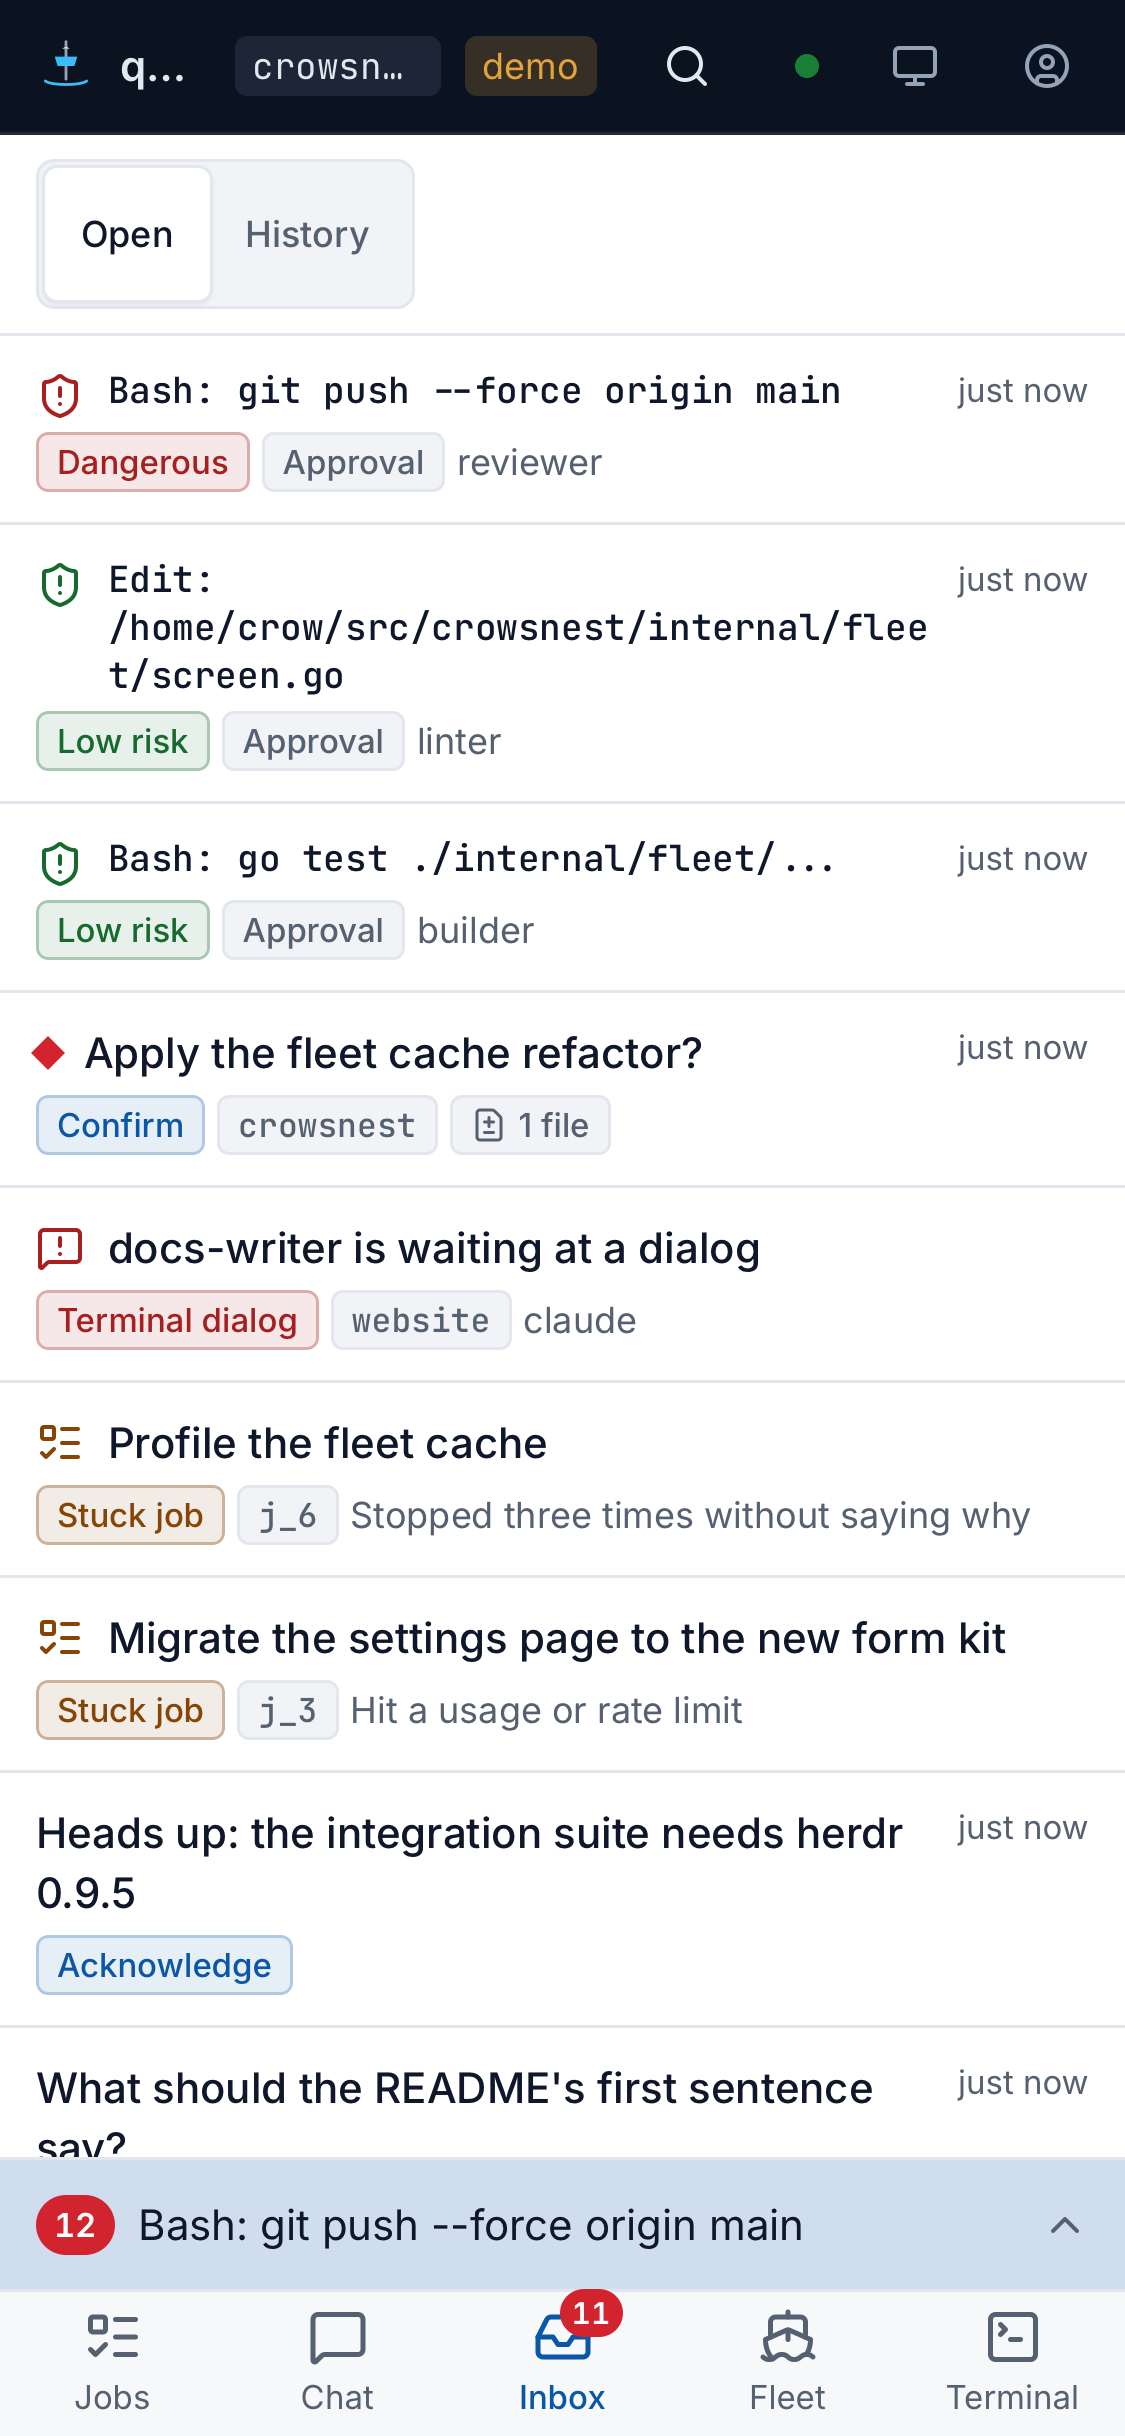 q...
crowsn...
demo
Open
History
Bash: git push --force origin main
just now
Dangerous
Approval
reviewer
Edit:
/home/crow/src/crowsnest/internal/flee
t/screen.go
just now
Low risk
Approval
linter
Bash: go test ./internal/fleet/...
just now
Low risk
Approval
builder
Apply the fleet cache refactor?
just now
Confirm
crowsnest
1 file
docs-writer is waiting at a dialog
Terminal dialog
website
claude
Profile the fleet cache
Stuck job
j_6
Stopped three times without saying why
Migrate the settings page to the new form kit
Stuck job
j_3
Hit a usage or rate limit
Heads up: the integration suite needs herdr
0.9.5
just now
Acknowledge
What should the README's first sentence
say?
just now
12
Bash: git push --force origin main
11
Jobs
Chat
Inbox
Fleet
Terminal